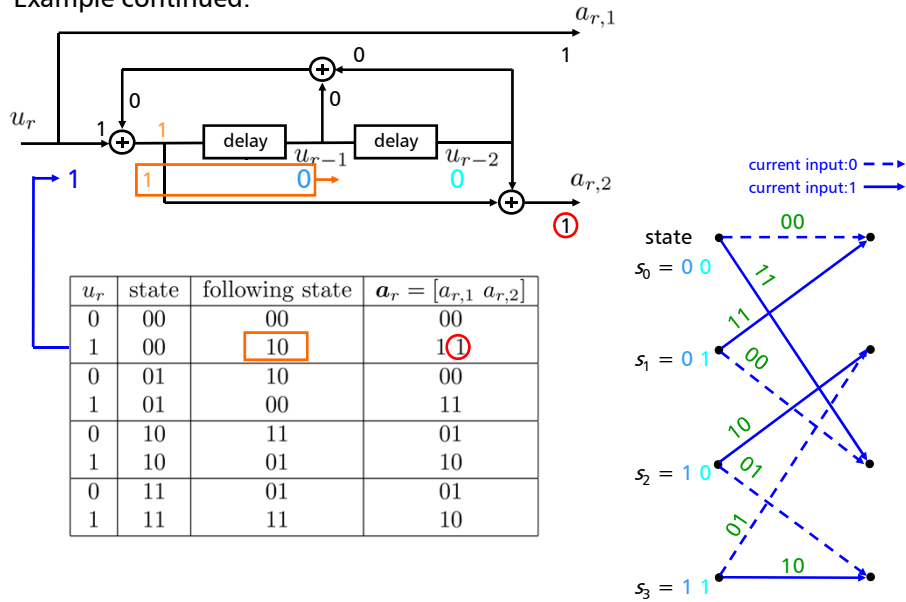 Example continued:
a_{r,1}
0
1
0
0
u_r
1
1
delay
delay
u_{r-1}
u_{r-2}
1
1
0
0
a_{r,2}
1
u_r state following state a_r = [a_{r,1} a_{r,2}]
0 00 00 00
1 00 10 11
0 01 10 00
1 01 00 11
0 10 11 01
1 10 01 10
0 11 01 01
1 11 11 10
current input:0
current input:1
state
00
s_0 = 0 0
11
11
s_1 = 0 1
00
10
s_2 = 1 0
01
01
10
s_3 = 1 1